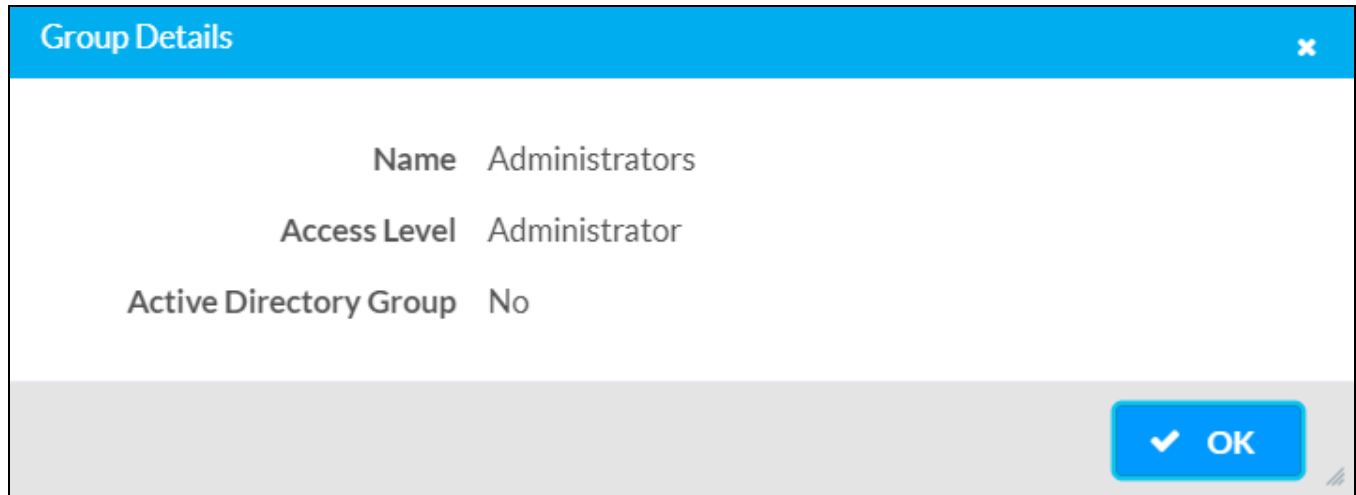 Group Details
Name Administrators
Access Level Administrator
Active Directory Group No
OK